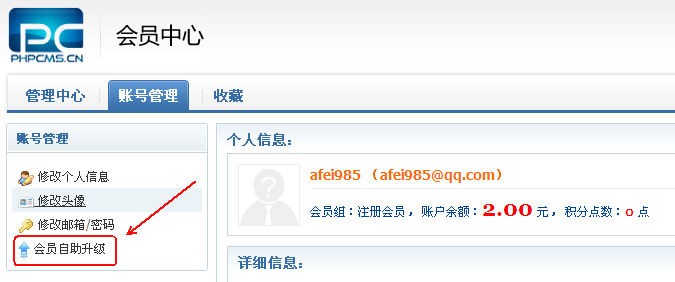 PC
PHPCMS.CN
会员中心
管理中心
账号管理
收藏
账号管理
修改个人信息
修改头像
修改邮箱/密码
会员自助升级
个人信息：
afei985 （afei985@qq.com）
会员组：注册会员，账户余额：2.00 元，积分点数：0 点
详细信息：